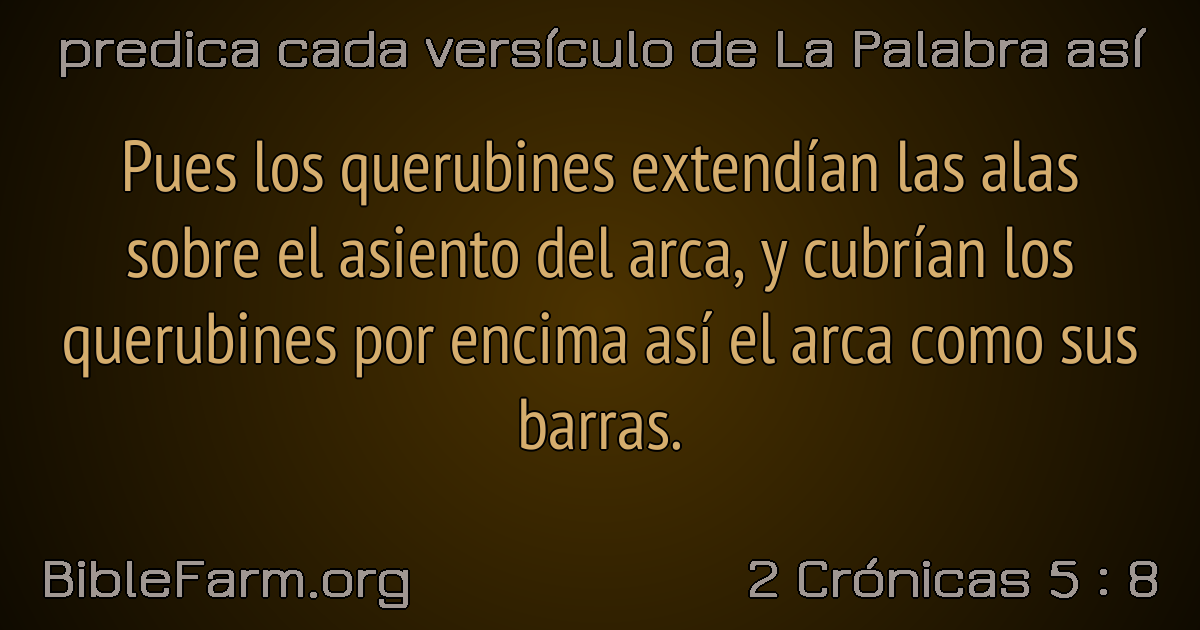 predica cada versículo de La Palabra así
Pues los querubines extendían las alas
sobre el asiento del arca, y cubrían los
querubines por encima así el arca como sus
barras.
BibleFarm.org
2 Crónicas 5 : 8